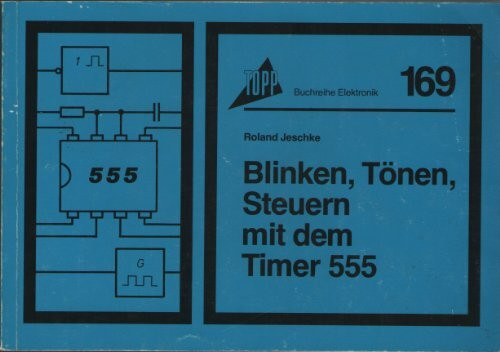 1
555
G
TOPP
Buchreihe Elektronik
169
Roland Jeschke
Blinken, Tönen,
Steuern
mit dem
Timer 555